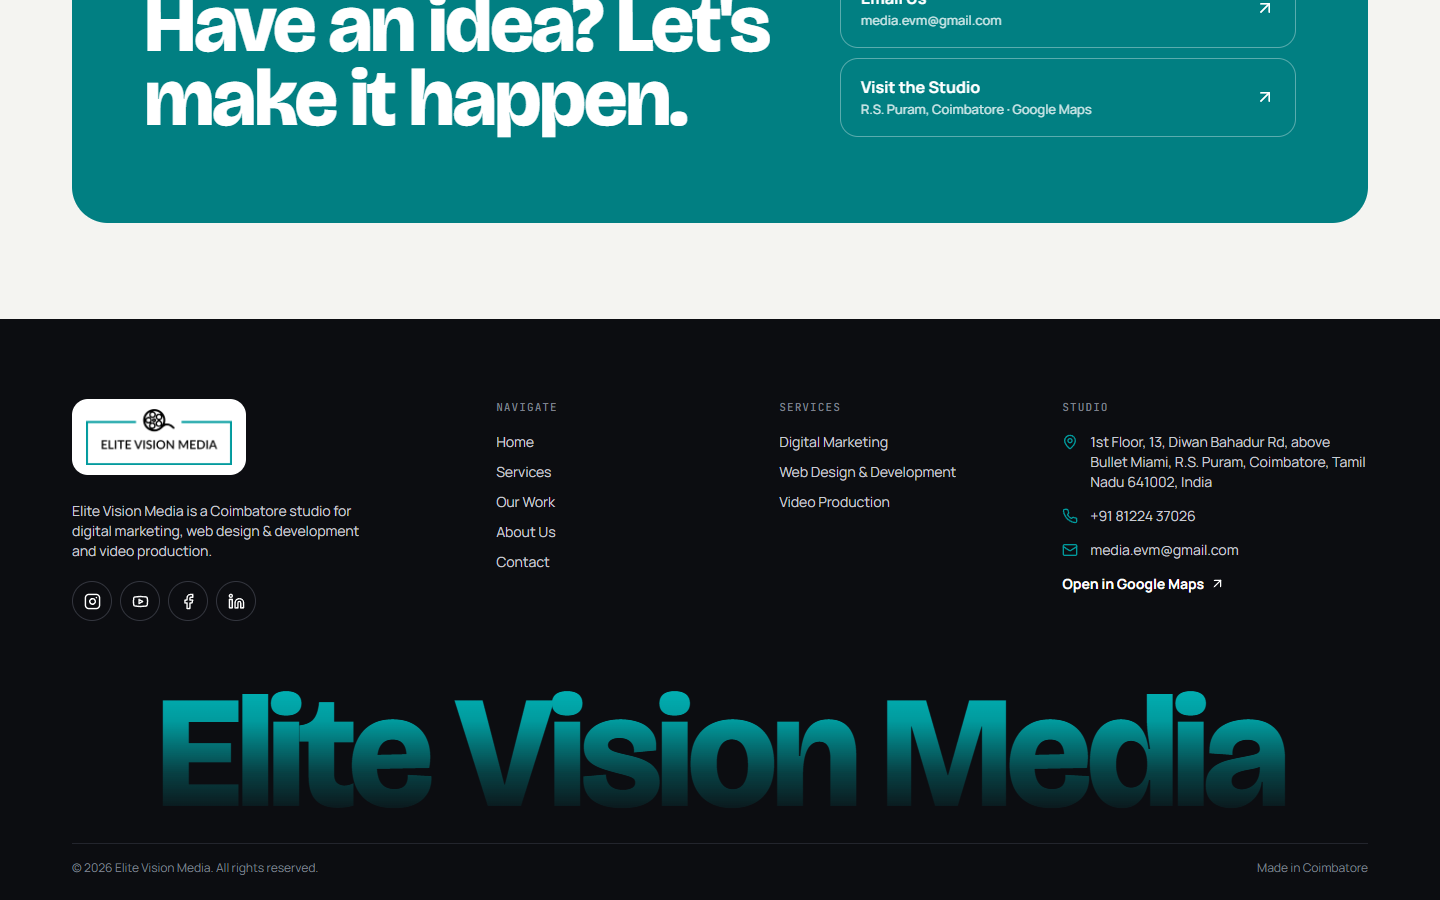 Have an idea? Let's
make it happen.
Email Us
media.evm@gmail.com
Visit the Studio
R.S. Puram, Coimbatore · Google Maps
ELITE VISION MEDIA
Elite Vision Media is a Coimbatore studio for
digital marketing, web design & development
and video production.
NAVIGATE
Home
Services
Our Work
About Us
Contact
SERVICES
Digital Marketing
Web Design & Development
Video Production
STUDIO
1st Floor, 13, Diwan Bahadur Rd, above
Bullet Miami, R.S. Puram, Coimbatore, Tamil
Nadu 641002, India
+91 81224 37026
media.evm@gmail.com
Open in Google Maps
Elite Vision Media
© 2026 Elite Vision Media. All rights reserved.
Made in Coimbatore